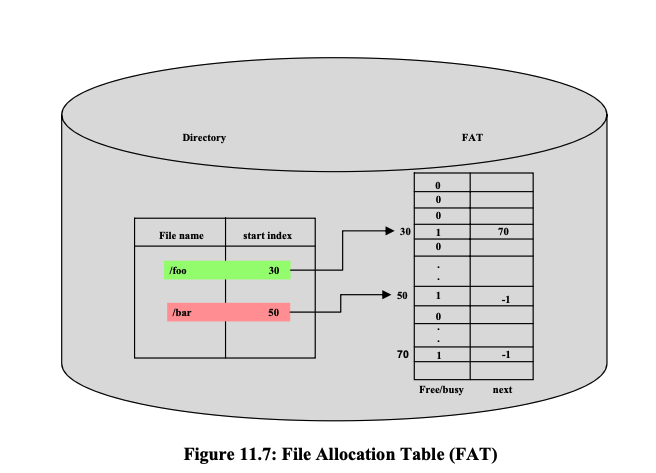 Directory FAT
0
0
0
File name start index 30 1 70
0
/foo 30 .
.
50 1 -1
/bar 50 0
.
.
70 1 -1
Free/busy next
Figure 11.7: File Allocation Table (FAT)